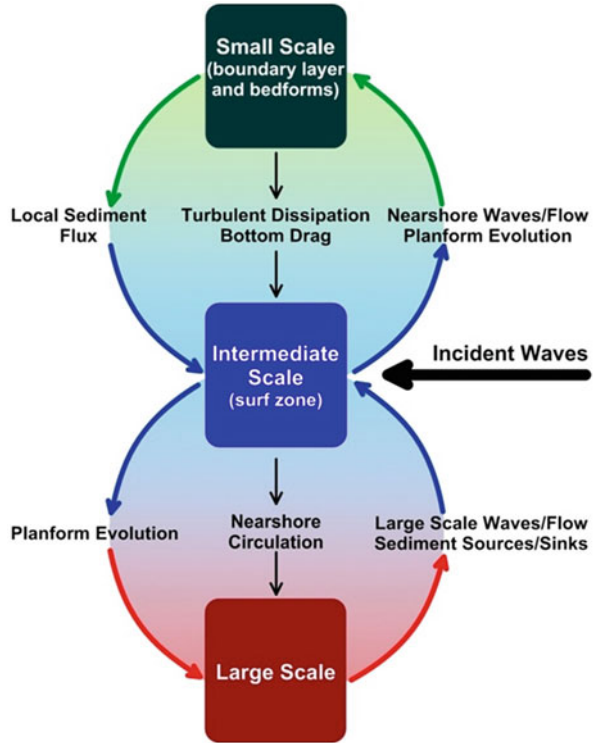 Small Scale
(boundary layer
and bedforms)
Local Sediment
Flux
Turbulent Dissipation
Bottom Drag
Nearshore Waves/Flow
Planform Evolution
Intermediate
Scale
(surf zone)
Incident Waves
Planform Evolution
Nearshore
Circulation
Large Scale Waves/Flow
Sediment Sources/Sinks
Large Scale